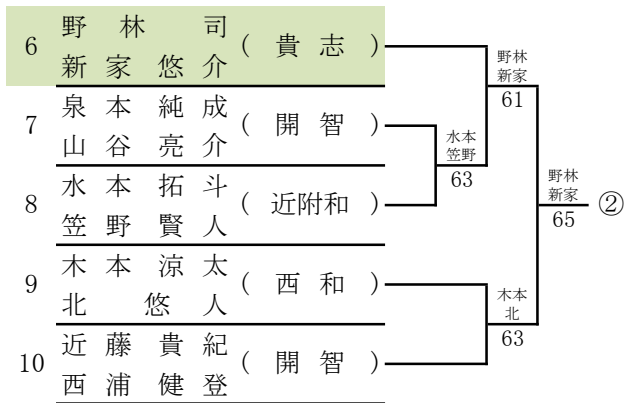 6 野林 司 (貴志)
新家悠介
7 泉本純成 (開智)
山谷亮介
8 水本拓斗 (近附和)
笠野賢人
9 木本涼太 (西和)
北 悠人
10 近藤貴紀 (開智)
西浦健登
水本
笠野
63
野林
新家
61
木本
北
63
野林
新家
65
②